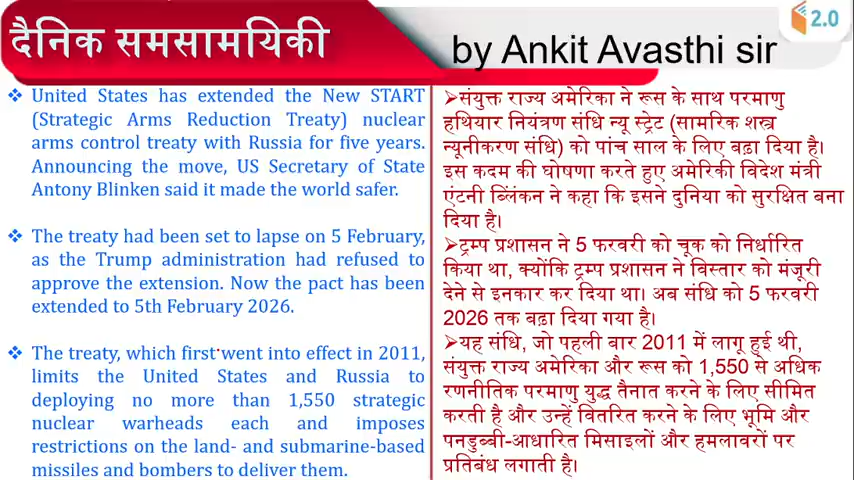 दैनिक समसामयिकी
by Ankit Avasthi sir
2.0
❖ United States has extended the New START
(Strategic Arms Reduction Treaty) nuclear
arms control treaty with Russia for five years.
Announcing the move, US Secretary of State
Antony Blinken said it made the world safer.
❖ The treaty had been set to lapse on 5 February,
as the Trump administration had refused to
approve the extension. Now the pact has been
extended to 5th February 2026.
❖ The treaty, which first went into effect in 2011,
limits the United States and Russia to
deploying no more than 1,550 strategic
nuclear warheads each and imposes
restrictions on the land- and submarine-based
missiles and bombers to deliver them.
➢संयुक्त राज्य अमेरिका ने रूस के साथ परमाणु
हथियार नियंत्रण संधि न्यू स्ट्रेट (सामरिक शस्त्र
न्यूनीकरण संधि) को पांच साल के लिए बढ़ा दिया है।
इस कदम की घोषणा करते हुए अमेरिकी विदेश मंत्री
एंटनी ब्लिंकन ने कहा कि इसने दुनिया को सुरक्षित बना
दिया है।
➢ट्रम्प प्रशासन ने 5 फरवरी को चूक को निर्धारित
किया था, क्योंकि ट्रम्प प्रशासन ने विस्तार को मंजूरी
देने से इनकार कर दिया था। अब संधि को 5 फरवरी
2026 तक बढ़ा दिया गया है।
➢यह संधि, जो पहली बार 2011 में लागू हुई थी,
संयुक्त राज्य अमेरिका और रूस को 1,550 से अधिक
रणनीतिक परमाणु युद्ध तैनात करने के लिए सीमित
करती है और उन्हें वितरित करने के लिए भूमि और
पनडुब्बी-आधारित मिसाइलों और हमलावरों पर
प्रतिबंध लगाती है।